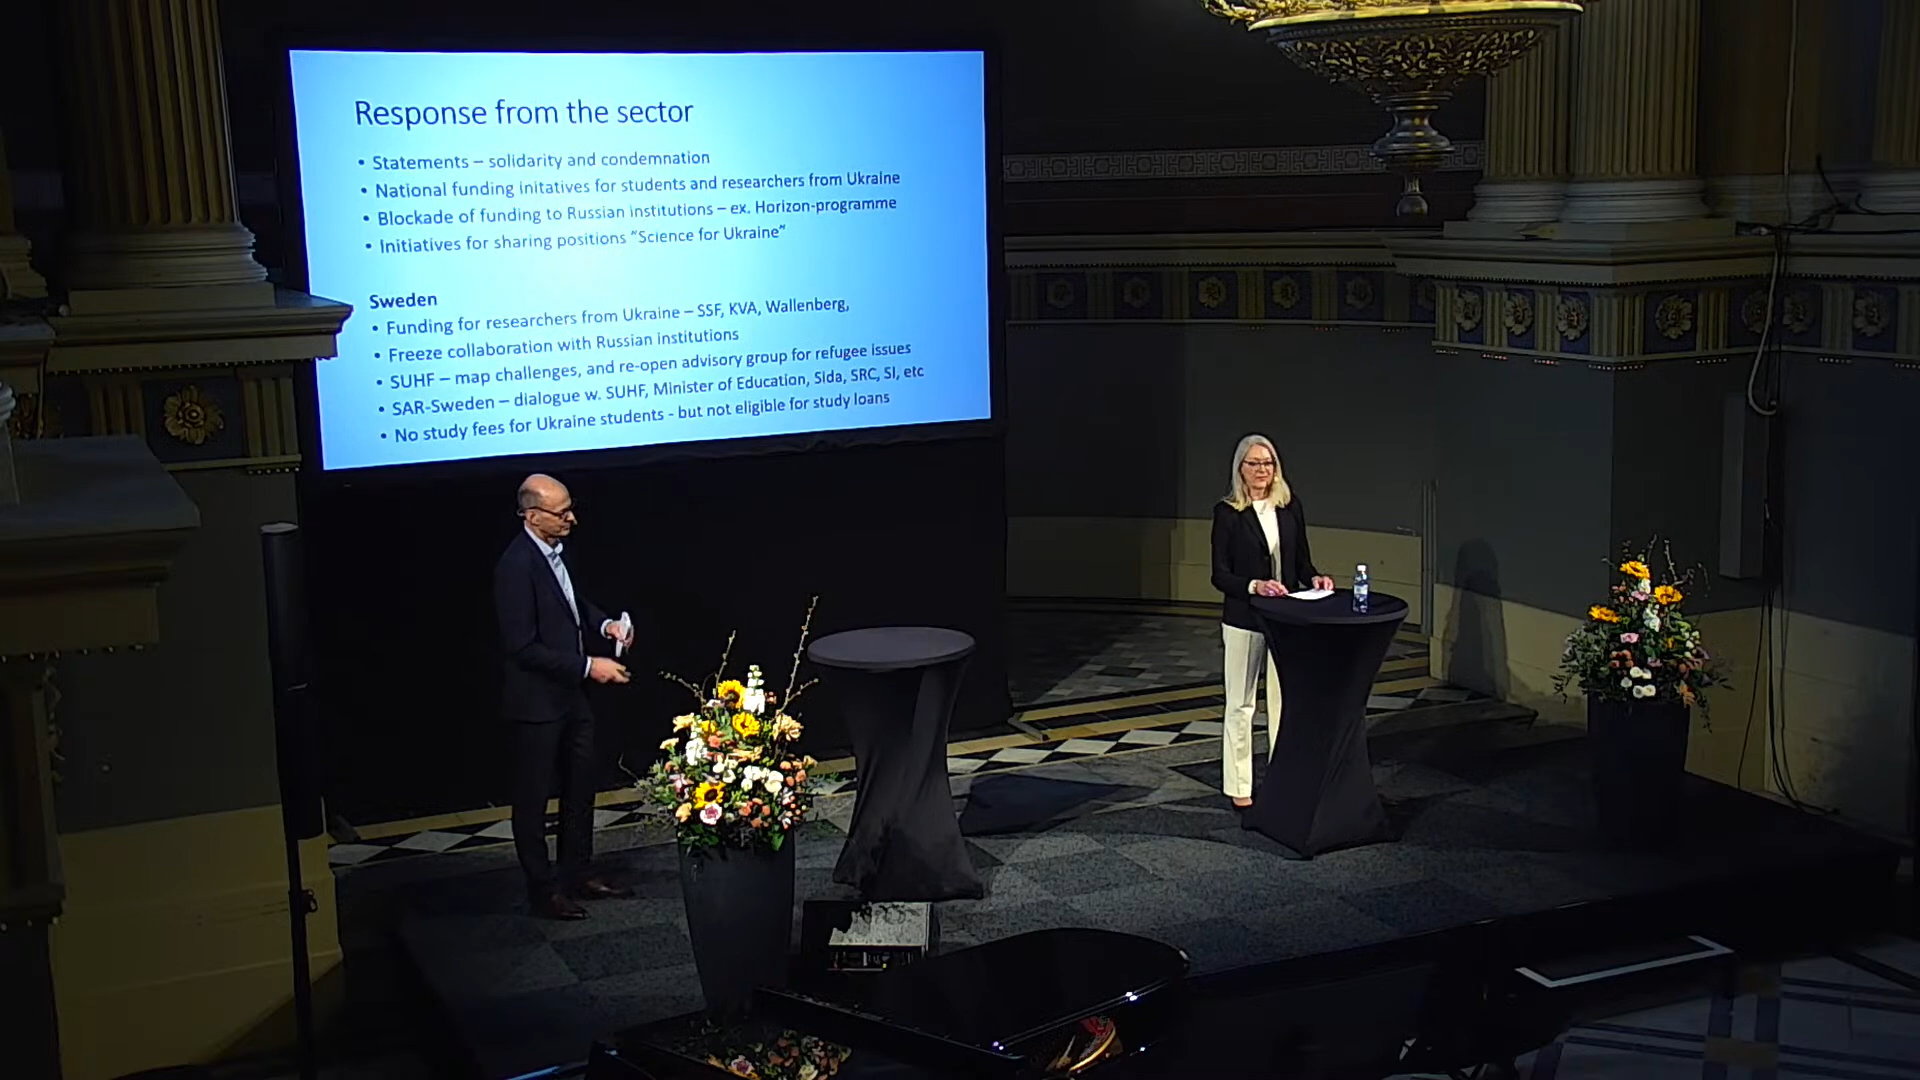 Response from the sector
• Statements – solidarity and condemnation
• National funding initatives for students and researchers from Ukraine
• Blockade of funding to Russian institutions – ex. Horizon-programme
• Initiatives for sharing positions “Science for Ukraine”
Sweden
• Funding for researchers from Ukraine – SSF, KVA, Wallenberg,
• Freeze collaboration with Russian institutions
• SUHF – map challenges, and re-open advisory group for refugee issues
• SAR-Sweden – dialogue w. SUHF, Minister of Education, Sida, SRC, SI, etc
• No study fees for Ukraine students - but not eligible for study loans